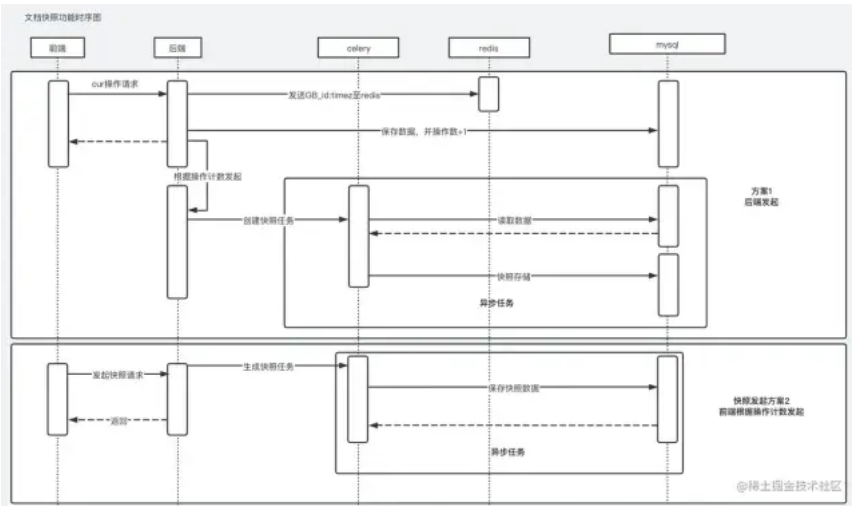 文档快照功能时序图
前端
后端
celery
redis
mysql
cur操作请求
发送GB_id:timez至redis
保存数据，并操作数+1
根据操作计数发起
方案1
后端发起
创建快照任务
读取数据
快照存储
异步任务
生成快照任务
发起快照请求
保存快照数据
快照发起方案2
前端根据操作计数发起
返回
异步任务
@稀土掘金技术社区